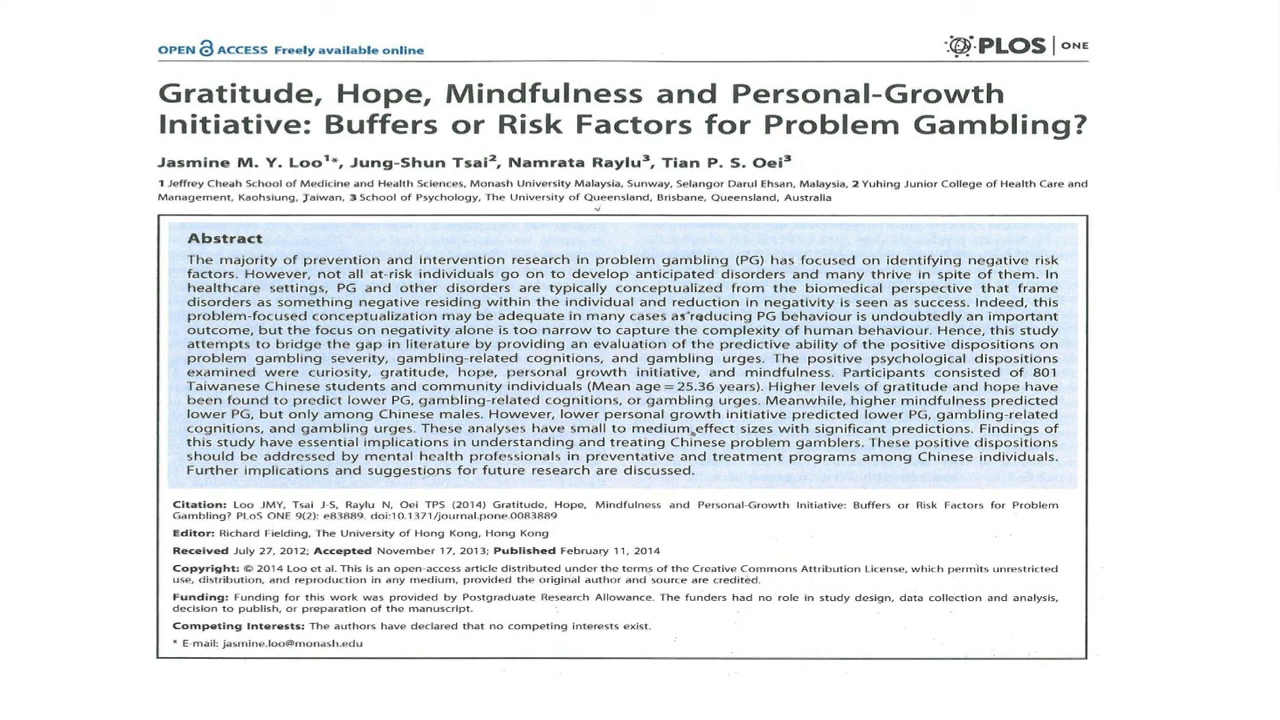 OPEN ACCESS Freely available online
PLOS | ONE
Gratitude, Hope, Mindfulness and Personal-Growth
Initiative: Buffers or Risk Factors for Problem Gambling?
Jasmine M. Y. Loo1*, Jung-Shun Tsai2, Namrata Raylu3, Tian P. S. Oei3
1 Jeffrey Cheah School of Medicine and Health Sciences, Monash University Malaysia, Sunway, Selangor Darul Ehsan, Malaysia, 2 Yuhing Junior College of Health Care and
Management, Kaohsiung, Taiwan, 3 School of Psychology, The University of Queensland, Brisbane, Queensland, Australia
Abstract
The majority of prevention and intervention research in problem gambling (PG) has focused on identifying negative risk
factors. However, not all at-risk individuals go on to develop anticipated disorders and many thrive in spite of them. In
healthcare settings, PG and other disorders are typically conceptualized from the biomedical perspective that frame
disorders as something negative residing within the individual and reduction in negativity is seen as success. Indeed, this
problem-focused conceptualization may be adequate in many cases as reducing PG behaviour is undoubtedly an important
outcome, but the focus on negativity alone is too narrow to capture the complexity of human behaviour. Hence, this study
attempts to bridge the gap in literature by providing an evaluation of the predictive ability of the positive dispositions on
problem gambling severity, gambling-related cognitions, and gambling urges. The positive psychological dispositions
examined were curiosity, gratitude, hope, personal growth initiative, and mindfulness. Participants consisted of 801
Taiwanese Chinese students and community individuals (Mean age = 25.36 years). Higher levels of gratitude and hope have
been found to predict lower PG, gambling-related cognitions, or gambling urges. Meanwhile, higher mindfulness predicted
lower PG, but only among Chinese males. However, lower personal growth initiative predicted lower PG, gambling-related
cognitions, and gambling urges. These analyses have small to medium effect sizes with significant predictions. Findings of
this study have essential implications in understanding and treating Chinese problem gamblers. These positive dispositions
should be addressed by mental health professionals in preventative and treatment programs among Chinese individuals.
Further implications and suggestions for future research are discussed.
Citation: Loo JMY, Tsai J-S, Raylu N, Oei TPS (2014) Gratitude, Hope, Mindfulness and Personal-Growth Initiative: Buffers or Risk Factors for Problem
Gambling? PLoS ONE 9(2): e83889. doi:10.1371/journal.pone.0083889
Editor: Richard Fielding, The University of Hong Kong, Hong Kong
Received July 27, 2012; Accepted November 17, 2013; Published February 11, 2014
Copyright: © 2014 Loo et al. This is an open-access article distributed under the terms of the Creative Commons Attribution License, which permits unrestricted
use, distribution, and reproduction in any medium, provided the original author and source are credited.
Funding: Funding for this work was provided by Postgraduate Research Allowance. The funders had no role in study design, data collection and analysis,
decision to publish, or preparation of the manuscript.
Competing Interests: The authors have declared that no competing interests exist.
* E-mail: jasmine.loo@monash.edu